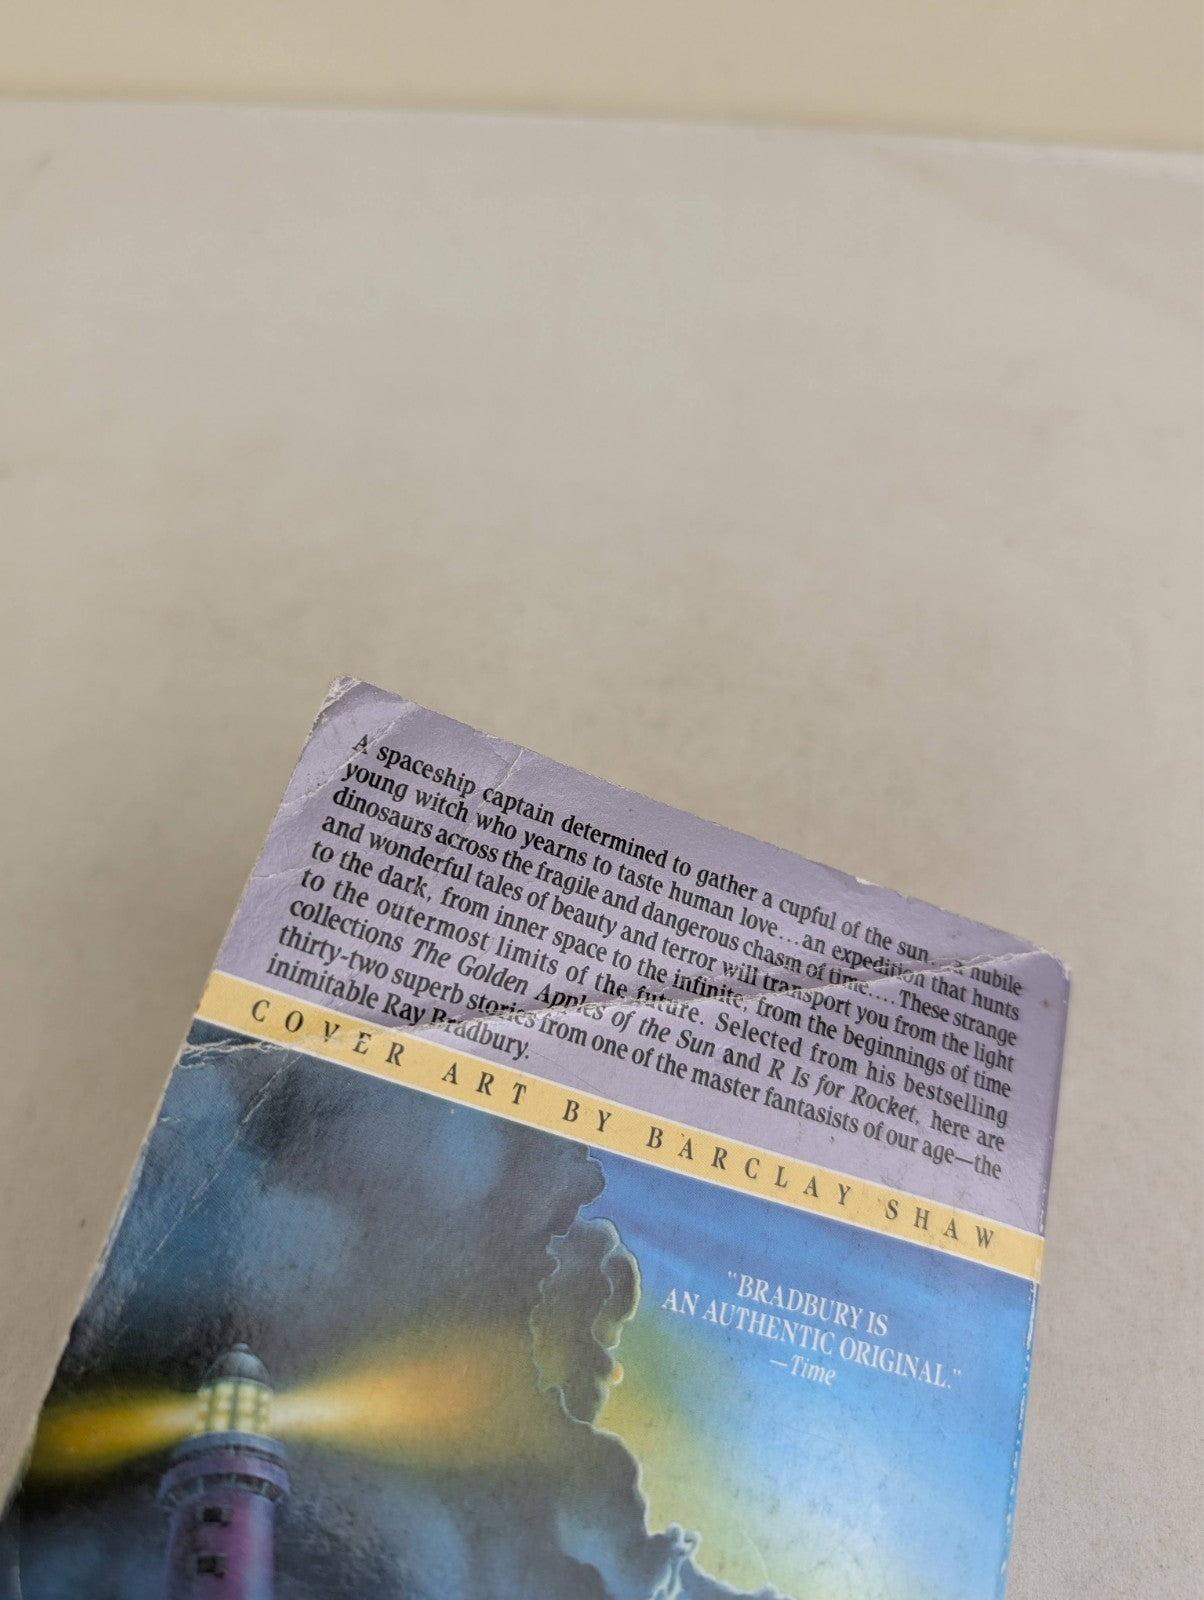 A spaceship captain determined to gather a cupful of the sun... a nubile
young witch who yearns to taste human love...an expedition that hunts
dinosaurs across the fragile and dangerous chasm of time....These strange
and wonderful tales of beauty and terror will transport you from the light
to the dark, from inner space to the infinite, from the beginnings of time
to the outermost limits of the future. Selected from his bestselling
collections The Golden Apples of the Sun and R Is for Rocket, here are
thirty-two superb stories from one of the master fantasists of our age—the
inimitable Ray Bradbury.
COVER ART BY BARCLAY SHAW
"BRADBURY IS
AN AUTHENTIC ORIGINAL."
—Time